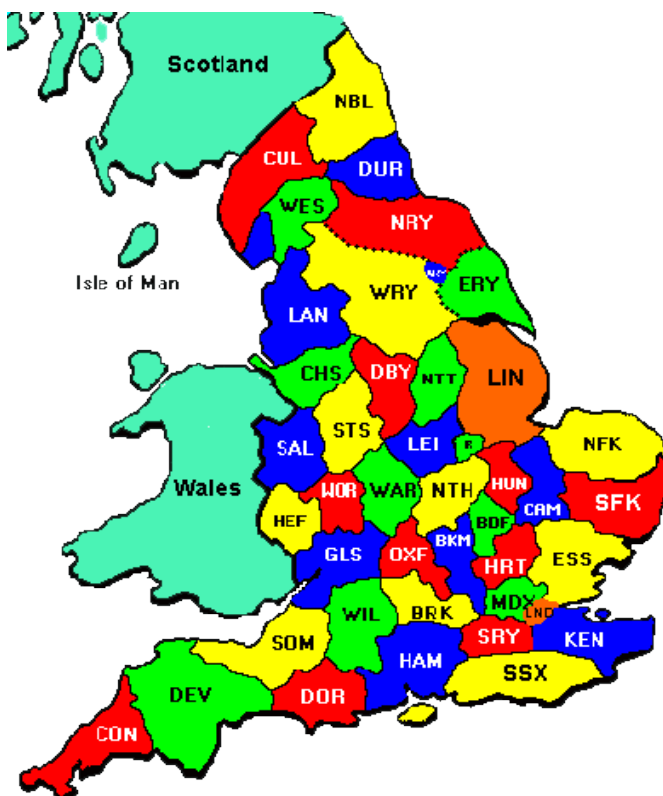 Scotland
NBL
CUL
DUR
WES
NRY
Isle of Man
WRY
ERY
LAN
CHS
DBY
NTT
LIN
STS
SAL
LEI
R
NFK
Wales
WOR
WAR
NTH
HUN
CAM
SFK
HEF
BDF
GLS
OXF
BKM
HRT
ESS
WIL
BRK
MDX
LND
SOM
SRY
KEN
HAM
SSX
DEV
DOR
CON